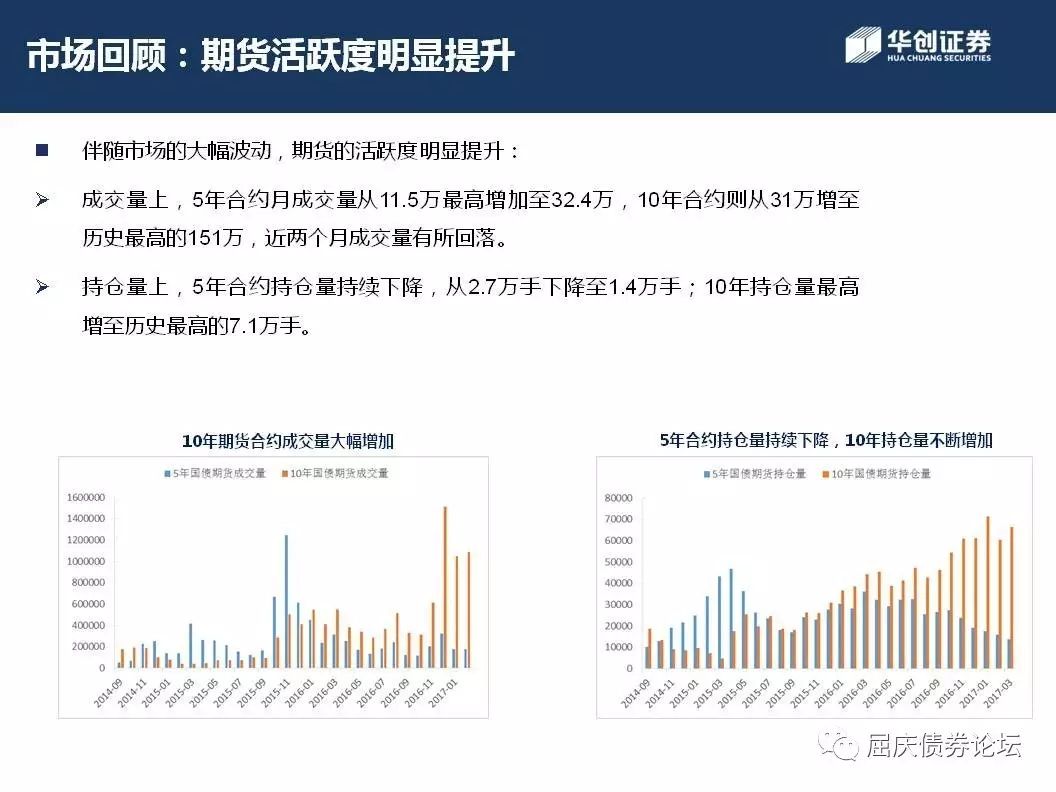 市场回顾：期货活跃度明显提升
华创证券
HUA CHUANG SECURITIES
伴随市场的大幅波动，期货的活跃度明显提升：
成交量上，5年合约月成交量从11.5万最高增加至32.4万，10年合约则从31万增至
历史最高的151万，近两个月成交量有所回落。
持仓量上，5年合约持仓量持续下降，从2.7万手下降至1.4万手；10年持仓量最高
增至历史最高的7.1万手。
10年期货合约成交量大幅增加
5年国债期货成交量 10年国债期货成交量
1600000
1400000
1200000
1000000
800000
600000
400000
200000
0
2014-09 2014-11 2015-01 2015-03 2015-05 2015-07 2015-09 2015-11 2016-01 2016-03 2016-05 2016-07 2016-09 2016-11 2017-01
5年合约持仓量持续下降，10年持仓量不断增加
5年国债期货持仓量 10年国债期货持仓量
80000
70000
60000
50000
40000
30000
20000
10000
0
2014-09 2014-11 2015-01 2015-03 2015-05 2015-07 2015-09 2015-11 2016-01 2016-03 2016-05 2016-07 2016-09 2016-11 2017-01 2017-03
屈庆债券论坛